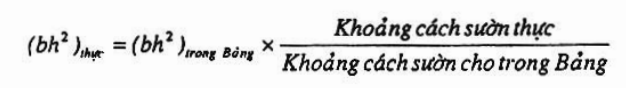 (bh²)thực = (bh²)trong Bảng × Khoảng cách sườn thực
Khoảng cách sườn cho trong Bảng